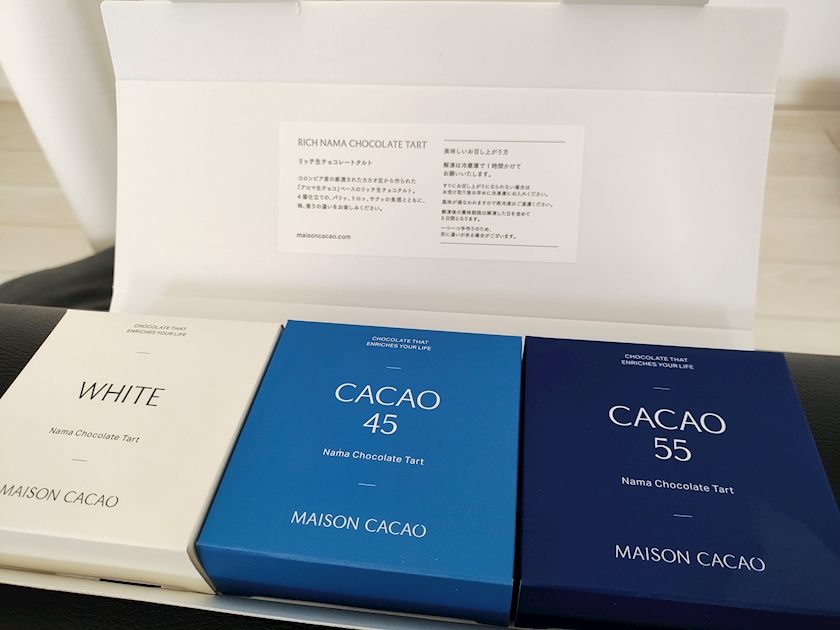 RICH NAMA CHOCOLATE TART
リッチ生チョコレートタルト
コロンビア産の厳選されたカカオ豆から作られた
「アロマ生チョコ」ベースのリッチ生チョコタルト。
4層仕立ての、パリッ、トロッ、サクッの食感とともに、
味、香りの違いをお楽しみください。
maisoncacao.com
美味しいお召し上がり方
解凍は冷蔵庫で1時間かけて
お願いいたします。
すぐにお召し上がりにならない場合は
お受け取り後お早めに冷凍庫にお入れください。
風味が損なわれますので再冷凍はご遠慮ください。
解凍後の賞味期限は解凍した日を含めて
5日間となります。
一つ一つ手作りのため、
形に違いがある場合がございます。
CHOCOLATE THAT
ENRICHES YOUR LIFE
WHITE
Nama Chocolate Tart
MAISON CACAO
CHOCOLATE THAT
ENRICHES YOUR LIFE
CACAO
45
Nama Chocolate Tart
MAISON CACAO
CHOCOLATE THAT
ENRICHES YOUR LIFE
CACAO
55
Nama Chocolate Tart
MAISON CACAO